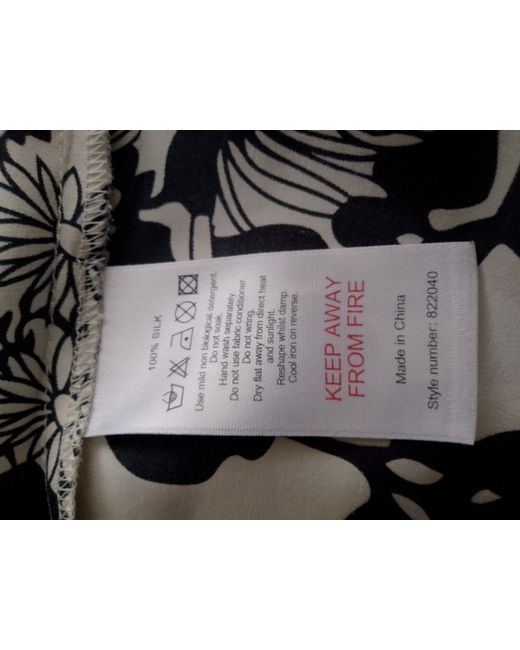 100% SILK
Use mild non biological detergent.
Do not soak.
Hand wash separately.
Do not use fabric conditioner.
Do not wring.
Dry flat away from direct heat
and sunlight.
Reshape whilst damp.
Cool iron on reverse.
KEEP AWAY
FROM FIRE
Made in China
Style number: 822040